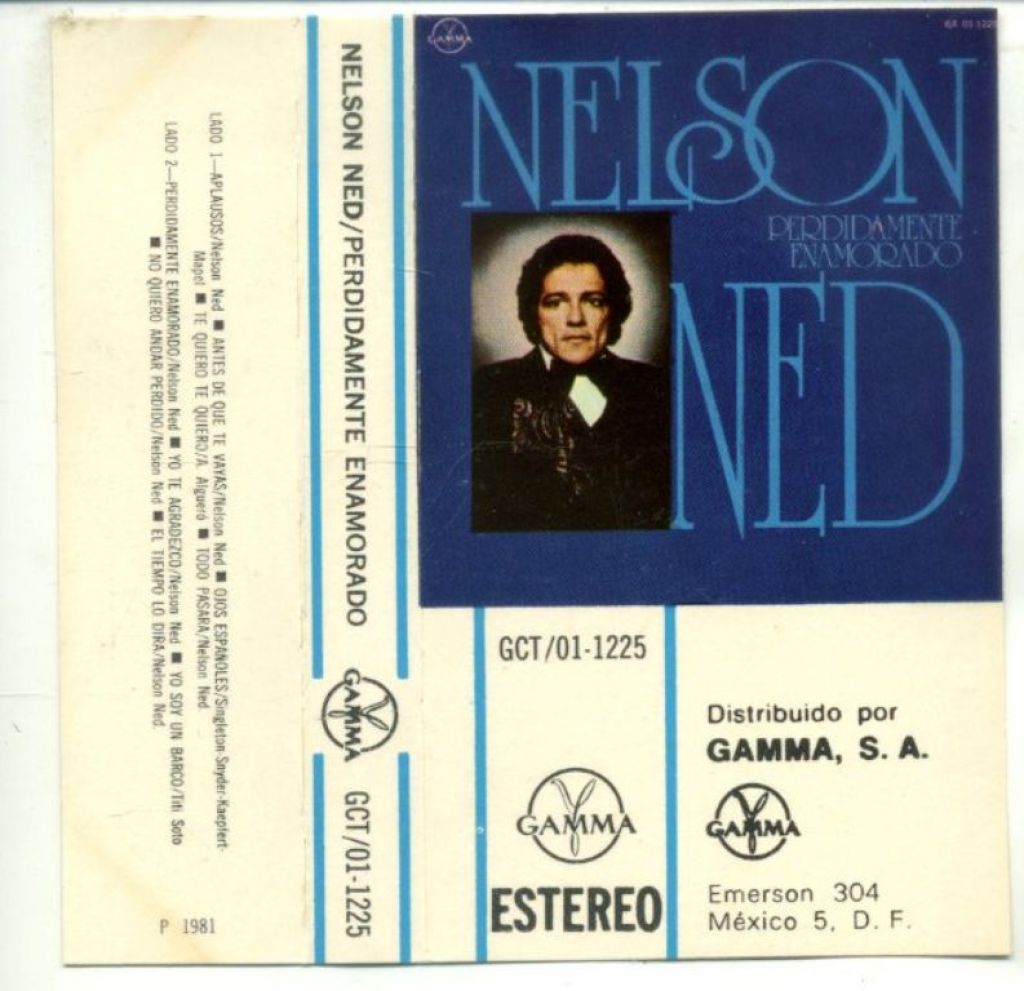 LADO 1—APLAUSOS/Nelson Ned ■ ANTES DE QUE TE VAYAS/Nelson Ned ■ OJOS ESPAÑOLES/Singleton-Snyder-Kaepfert-
Mapel ■ TE QUIERO TE QUIERO/A. Algueró ■ TODO PASARA/Nelson Ned.
LADO 2—PERDIDAMENTE ENAMORADO/Nelson Ned ■ YO TE AGRADEZCO/Nelson Ned ■ YO SOY UN BARCO/Titi Soto
■ NO QUIERO ANDAR PERDIDO/Nelson Ned ■ EL TIEMPO LO DIRA/Nelson Ned.
P 1981
NELSON NED/PERDIDAMENTE ENAMORADO
GAMMA
GCT/01-1225
GAMMA
GX 01-1225
NELSON
PERDIDAMENTE
ENAMORADO
NED
GCT/01-1225
GAMMA
ESTEREO
Distribuido por
GAMMA, S. A.
GAMMA
Emerson 304
México 5, D. F.